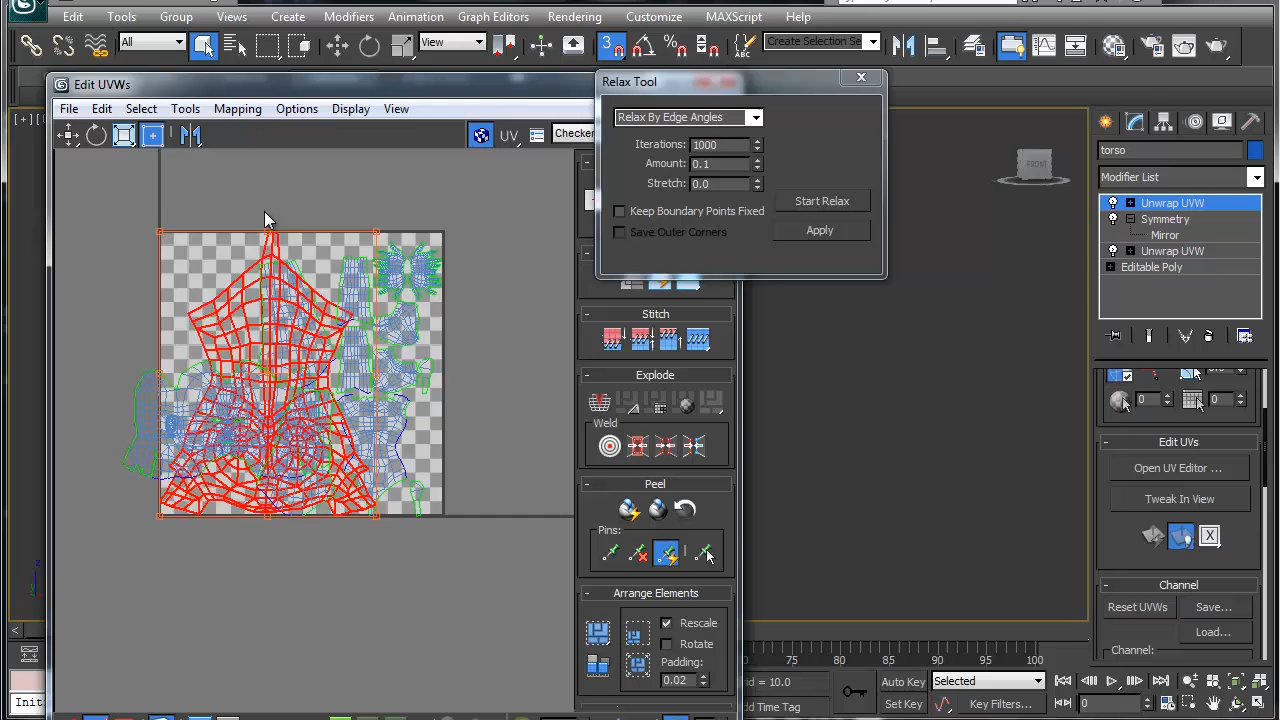 Edit Tools Group Views Create Modifiers Animation Graph Editors Rendering Customize MAXScript Help
All View 3 Create Selection Se
Edit UVWs
File Edit Select Tools Mapping Options Display View
UV Checker
Relax Tool
Relax By Edge Angles
Iterations: 1000
Amount: 0.1
Stretch: 0.0
Keep Boundary Points Fixed
Save Outer Corners
Start Relax
Apply
Stitch
Explode
Weld
Peel
Pins:
Arrange Elements
Rescale
Rotate
Padding:
0.02
[+]
FRONT
torso
Modifier List
Unwrap UVW
Symmetry
Mirror
Unwrap UVW
Editable Poly
0 0
Edit UVs
Open UV Editor ...
Tweak In View
X
Channel
Reset UVWs Save...
Load...
Channel:
75 80 85 90 95 100
Init
d = 10.0
dd Time Tag
Auto Key Selected
Set Key Key Filters...
0